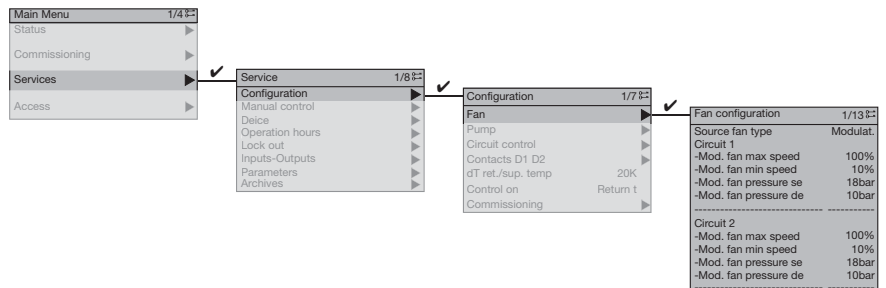 Main Menu 1/4
Status
Commissioning
Services
Access
Service 1/8
Configuration
Manual control
Deice
Operation hours
Lock out
Inputs-Outputs
Parameters
Archives
Configuration 1/7
Fan
Pump
Circuit control
Contacts D1 D2
dT ret./sup. temp 20K
Control on Return t
Commissioning
Fan configuration 1/13
Source fan type Modulat.
Circuit 1
-Mod. fan max speed 100%
-Mod. fan min speed 10%
-Mod. fan pressure se 18bar
-Mod. fan pressure de 10bar
Circuit 2
-Mod. fan max speed 100%
-Mod. fan min speed 10%
-Mod. fan pressure se 18bar
-Mod. fan pressure de 10bar